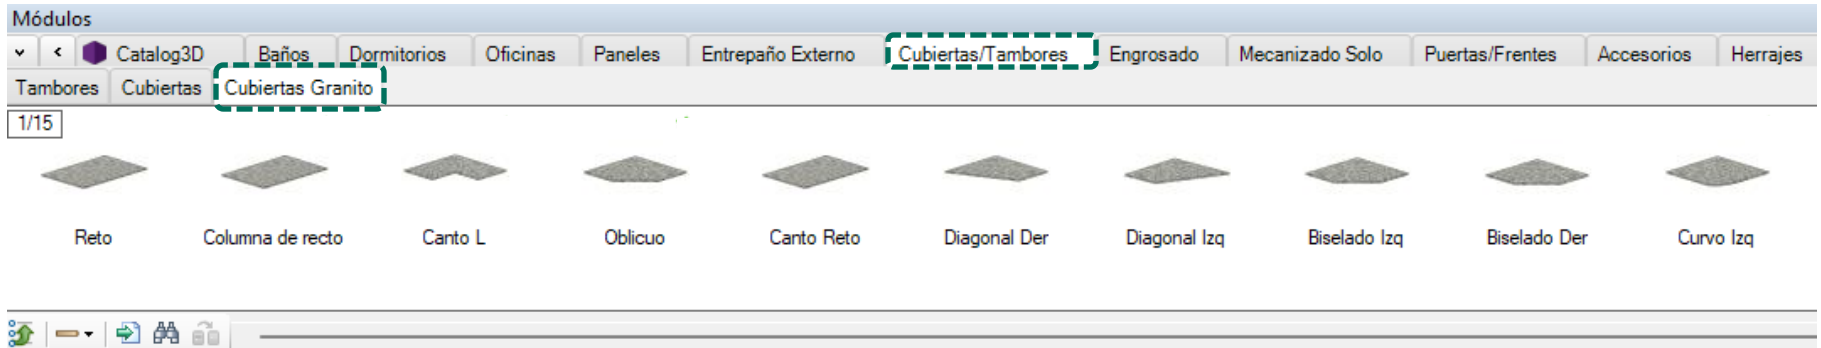 Módulos
Catalog3D Baños Dormitorios Oficinas Paneles Entrepaño Externo Cubiertas/Tambores Engrosado Mecanizado Solo Puertas/Frentes Accesorios Herrajes
Tambores Cubiertas Cubiertas Granito
1/15
Reto Columna de recto Canto L Oblicuo Canto Reto Diagonal Der Diagonal Izq Biselado Izq Biselado Der Curvo Izq